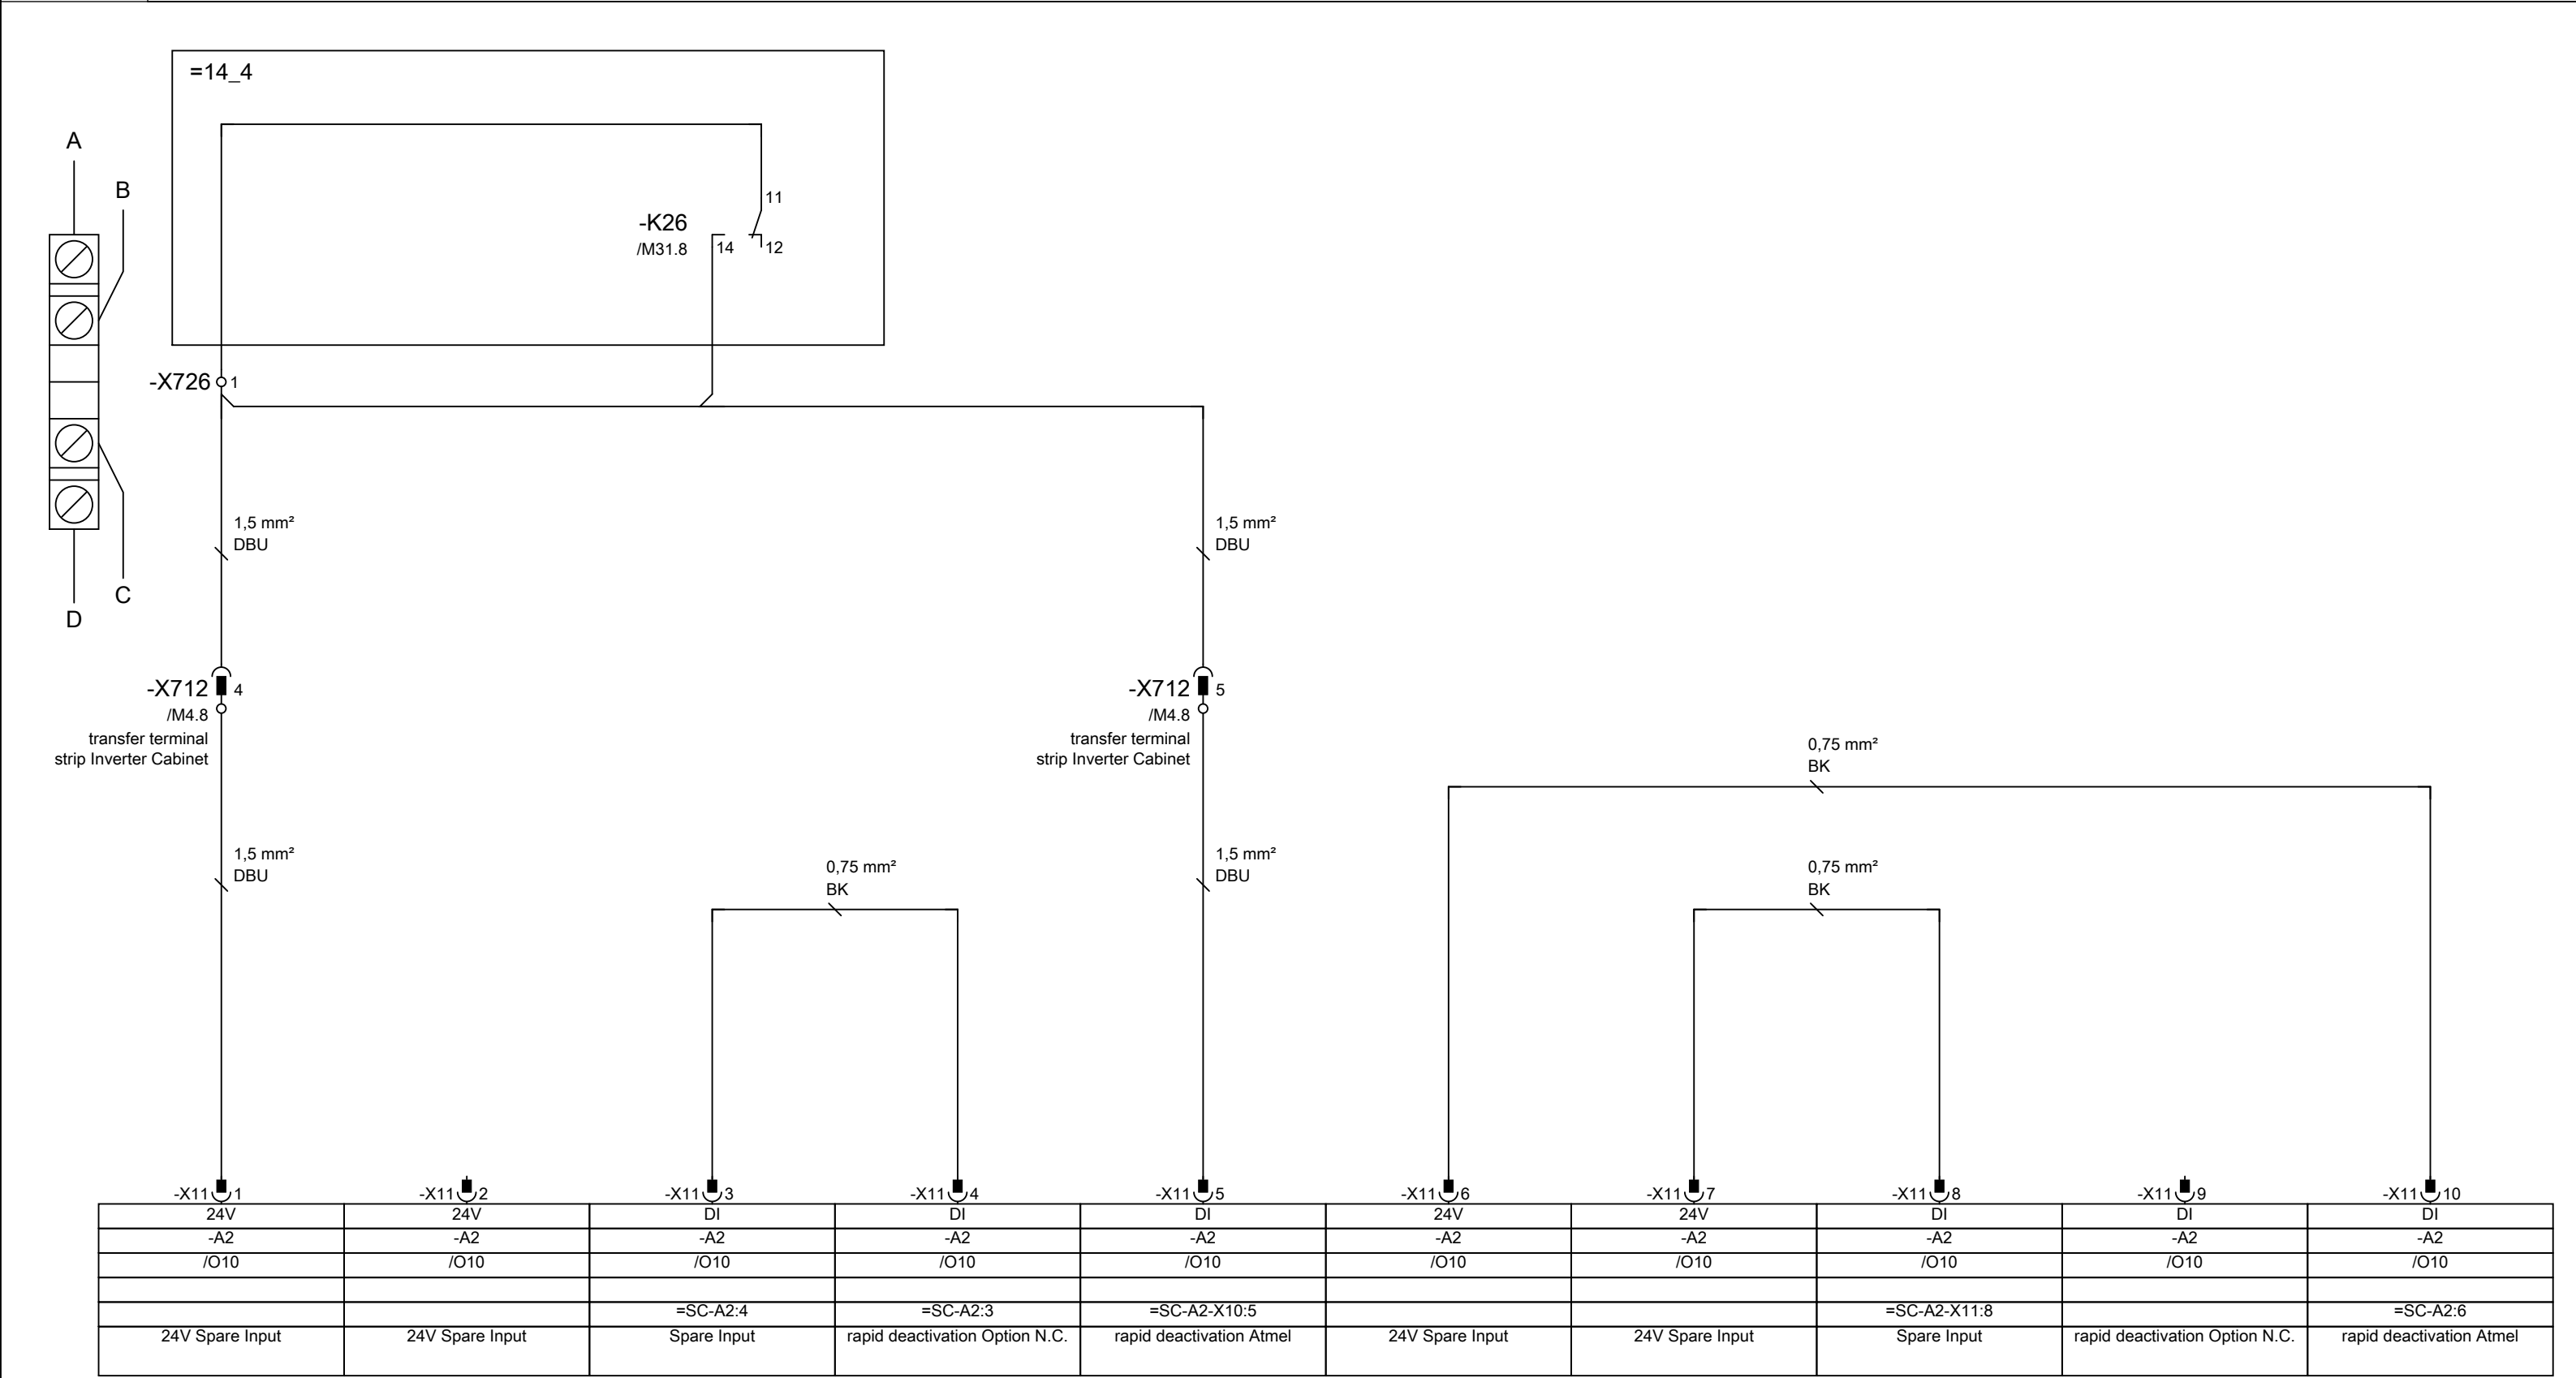 =14_4
A
B
11
-K26
/M31.8
14
12
-X726
1
1,5 mm²
DBU
1,5 mm²
DBU
C
D
-X712
4
/M4.8
transfer terminal
strip Inverter Cabinet
-X712
5
/M4.8
transfer terminal
strip Inverter Cabinet
0,75 mm²
BK
1,5 mm²
DBU
0,75 mm²
BK
1,5 mm²
DBU
0,75 mm²
BK
-X11 1 -X11 2 -X11 3 -X11 4 -X11 5 -X11 6 -X11 7 -X11 8 -X11 9 -X11 10
24V 24V DI DI DI 24V 24V DI DI DI
-A2 -A2 -A2 -A2 -A2 -A2 -A2 -A2 -A2 -A2
/O10 /O10 /O10 /O10 /O10 /O10 /O10 /O10 /O10 /O10
=SC-A2:4 =SC-A2:3 =SC-A2-X10:5 =SC-A2-X11:8 =SC-A2:6
24V Spare Input 24V Spare Input Spare Input rapid deactivation Option N.C. rapid deactivation Atmel 24V Spare Input 24V Spare Input Spare Input rapid deactivation Option N.C. rapid deactivation Atmel